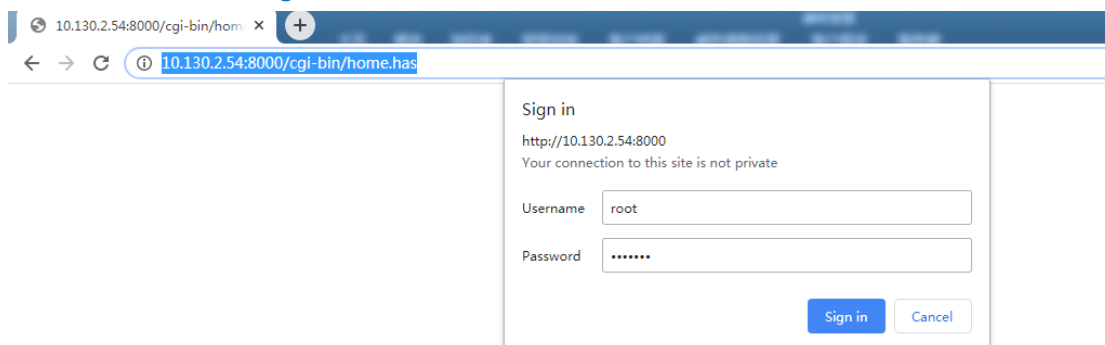 10.130.2.54:8000/cgi-bin/hom
10.130.2.54:8000/cgi-bin/home.has
Sign in
http://10.130.2.54:8000
Your connection to this site is not private
Username root
Password •••••••
Sign in Cancel